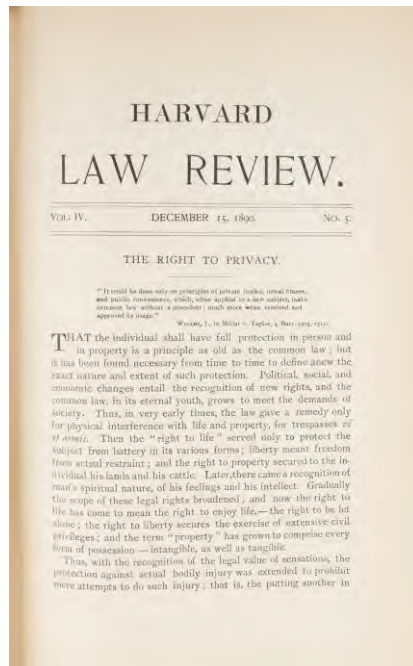 HARVARD
LAW REVIEW.
VOL. IV. DECEMBER 15, 1890. NO. 5.
THE RIGHT TO PRIVACY.
" It could be done only on principles of private justice, moral fitness,
and public convenience, which, when applied to a new subject, make
common law without a precedent; much more when received and
approved by usage."
WILLES, J., in Millar v. Taylor, 4 Burr. 2303, 2312.
THAT the individual shall have full protection in person and
in property is a principle as old as the common law; but
it has been found necessary from time to time to define anew the
exact nature and extent of such protection. Political, social, and
economic changes entail the recognition of new rights, and the
common law, in its eternal youth, grows to meet the demands of
society. Thus, in very early times, the law gave a remedy only
for physical interference with life and property, for trespasses vi
et armis. Then the "right to life" served only to protect the
subject from battery in its various forms; liberty meant freedom
from actual restraint; and the right to property secured to the in-
dividual his lands and his cattle. Later, there came a recognition of
man's spiritual nature, of his feelings and his intellect. Gradually
the scope of these legal rights broadened; and now the right to
life has come to mean the right to enjoy life,—the right to be let
alone; the right to liberty secures the exercise of extensive civil
privileges; and the term "property" has grown to comprise every
form of possession — intangible, as well as tangible.
Thus, with the recognition of the legal value of sensations, the
protection against actual bodily injury was extended to prohibit
mere attempts to do such injury; that is, the putting another in